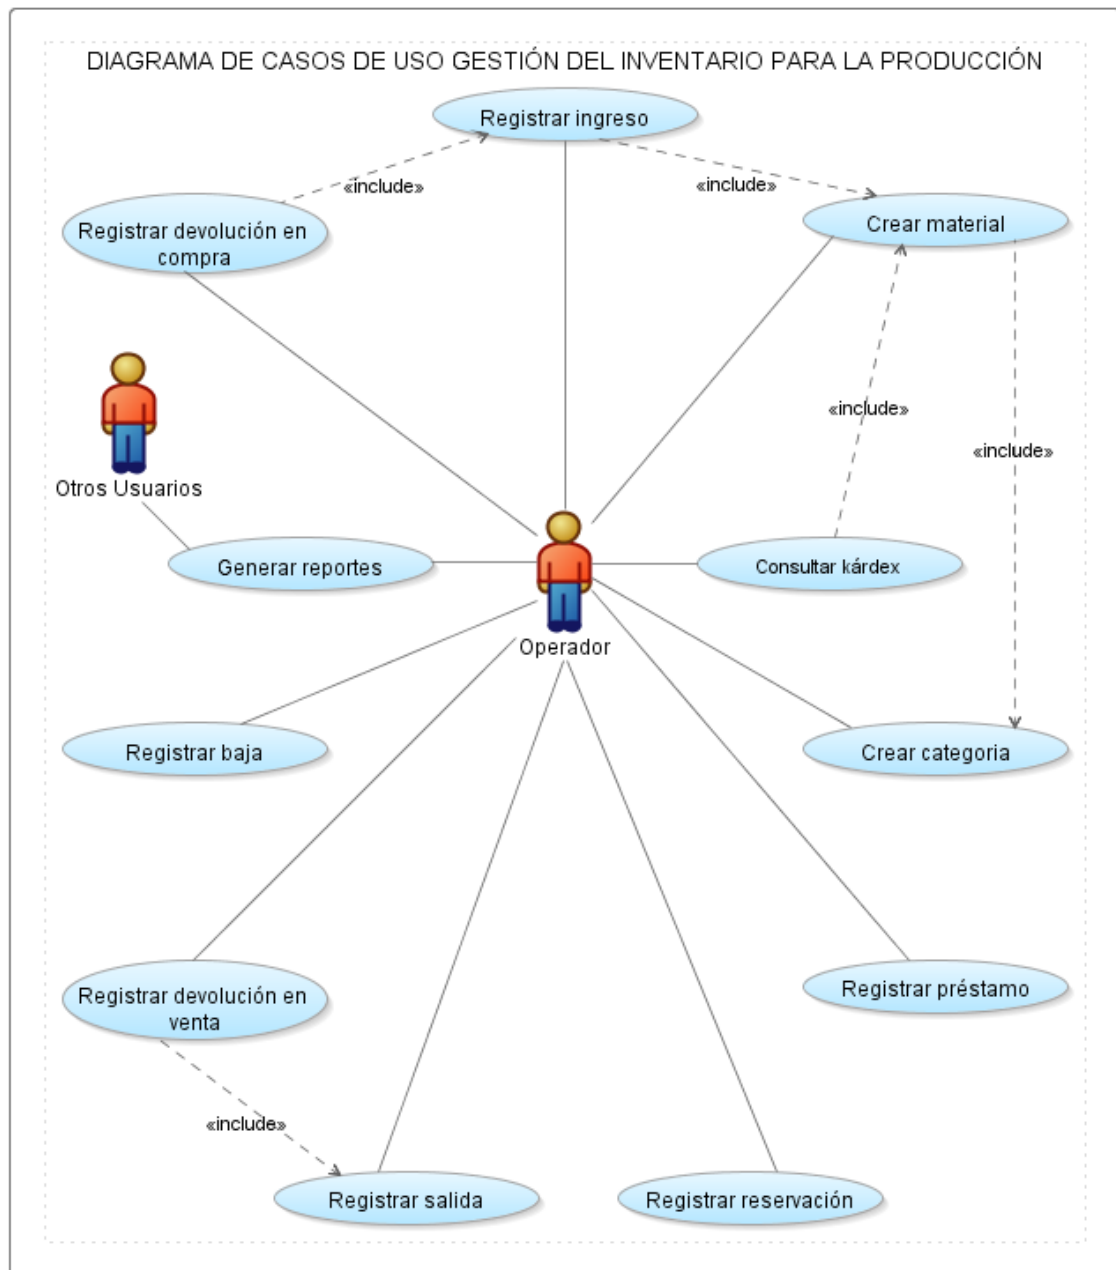 DIAGRAMA DE CASOS DE USO GESTIÓN DEL INVENTARIO PARA LA PRODUCCIÓN
Registrar ingreso
«include»
«include»
Registrar devolución en
compra
Crear material
Otros Usuarios
«include»
«include»
Generar reportes
Consultar kárdex
Operador
Registrar baja
Crear categoria
Registrar devolución en
venta
Registrar préstamo
«include»
Registrar salida
Registrar reservación